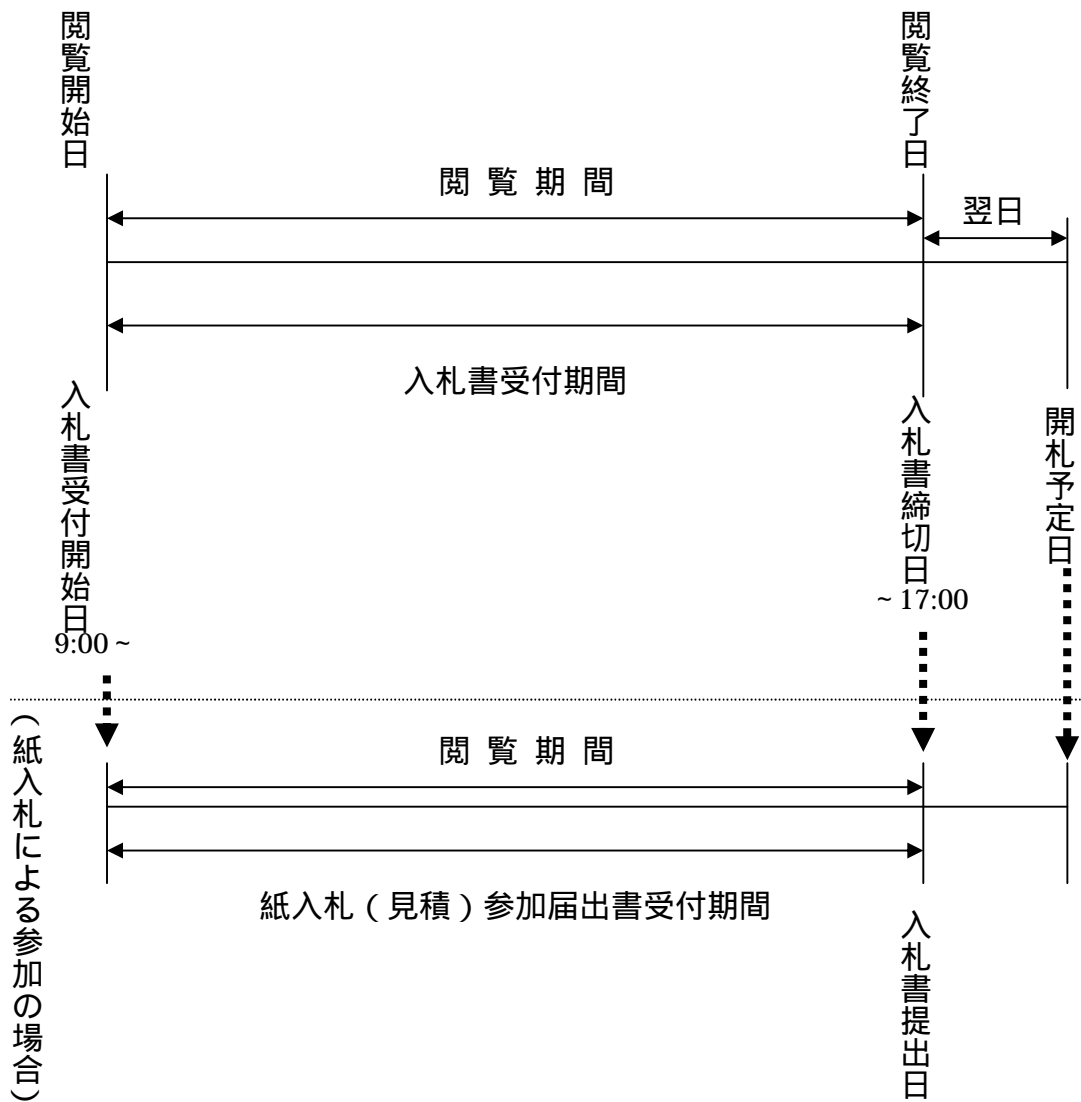 閲覧開始日
閲覧終了日
閲 覧 期 間
翌日
入札書受付期間
入札書受付開始日
9:00 ~
入札書締切日
~ 17:00
開札予定日
(紙入札による参加の場合)
閲 覧 期 間
紙入札(見積)参加届出書受付期間
入札書提出日